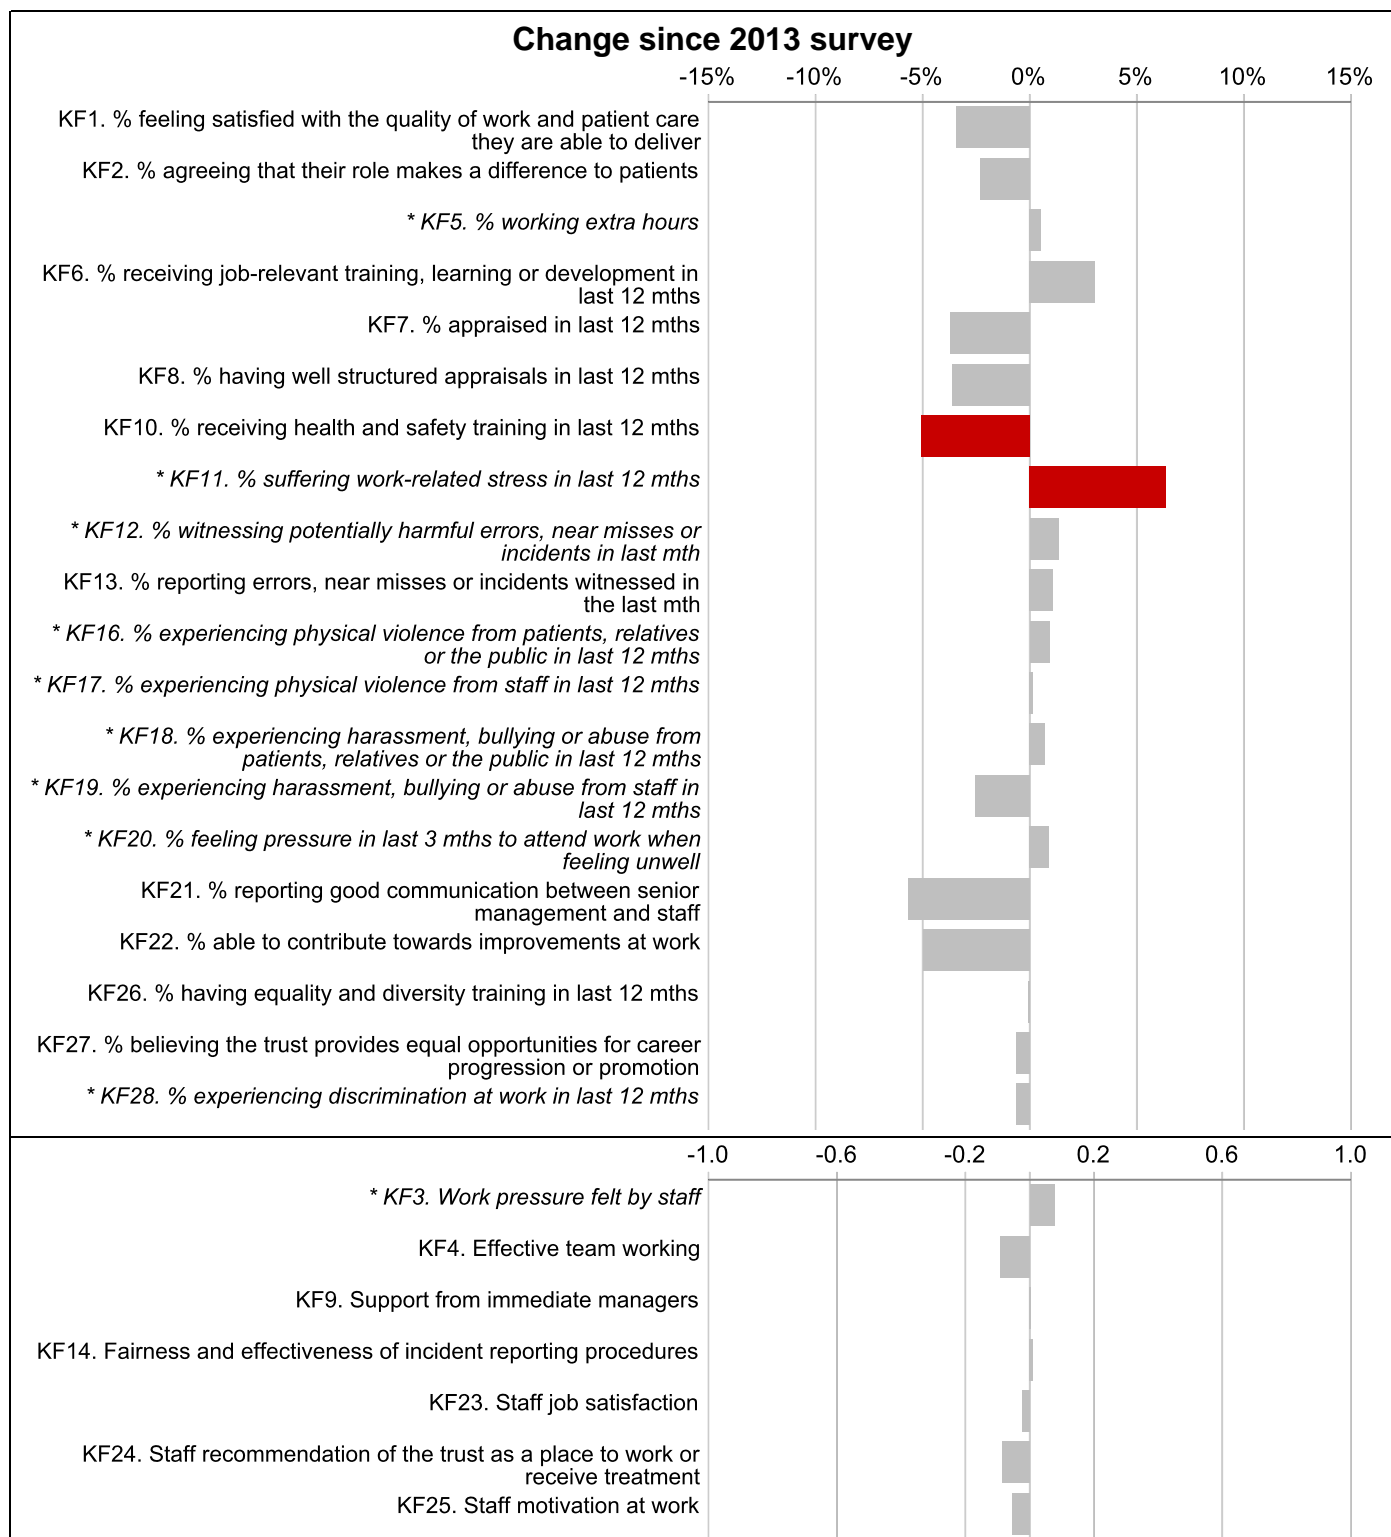 Change since 2013 survey
-15% -10% -5% 0% 5% 10% 15%
KF1. % feeling satisfied with the quality of work and patient care
they are able to deliver
KF2. % agreeing that their role makes a difference to patients
* KF5. % working extra hours
KF6. % receiving job-relevant training, learning or development in
last 12 mths
KF7. % appraised in last 12 mths
KF8. % having well structured appraisals in last 12 mths
KF10. % receiving health and safety training in last 12 mths
* KF11. % suffering work-related stress in last 12 mths
* KF12. % witnessing potentially harmful errors, near misses or
incidents in last mth
KF13. % reporting errors, near misses or incidents witnessed in
the last mth
* KF16. % experiencing physical violence from patients, relatives
or the public in last 12 mths
* KF17. % experiencing physical violence from staff in last 12 mths
* KF18. % experiencing harassment, bullying or abuse from
patients, relatives or the public in last 12 mths
* KF19. % experiencing harassment, bullying or abuse from staff in
last 12 mths
* KF20. % feeling pressure in last 3 mths to attend work when
feeling unwell
KF21. % reporting good communication between senior
management and staff
KF22. % able to contribute towards improvements at work
KF26. % having equality and diversity training in last 12 mths
KF27. % believing the trust provides equal opportunities for career
progression or promotion
* KF28. % experiencing discrimination at work in last 12 mths
-1.0 -0.6 -0.2 0.2 0.6 1.0
* KF3. Work pressure felt by staff
KF4. Effective team working
KF9. Support from immediate managers
KF14. Fairness and effectiveness of incident reporting procedures
KF23. Staff job satisfaction
KF24. Staff recommendation of the trust as a place to work or
receive treatment
KF25. Staff motivation at work